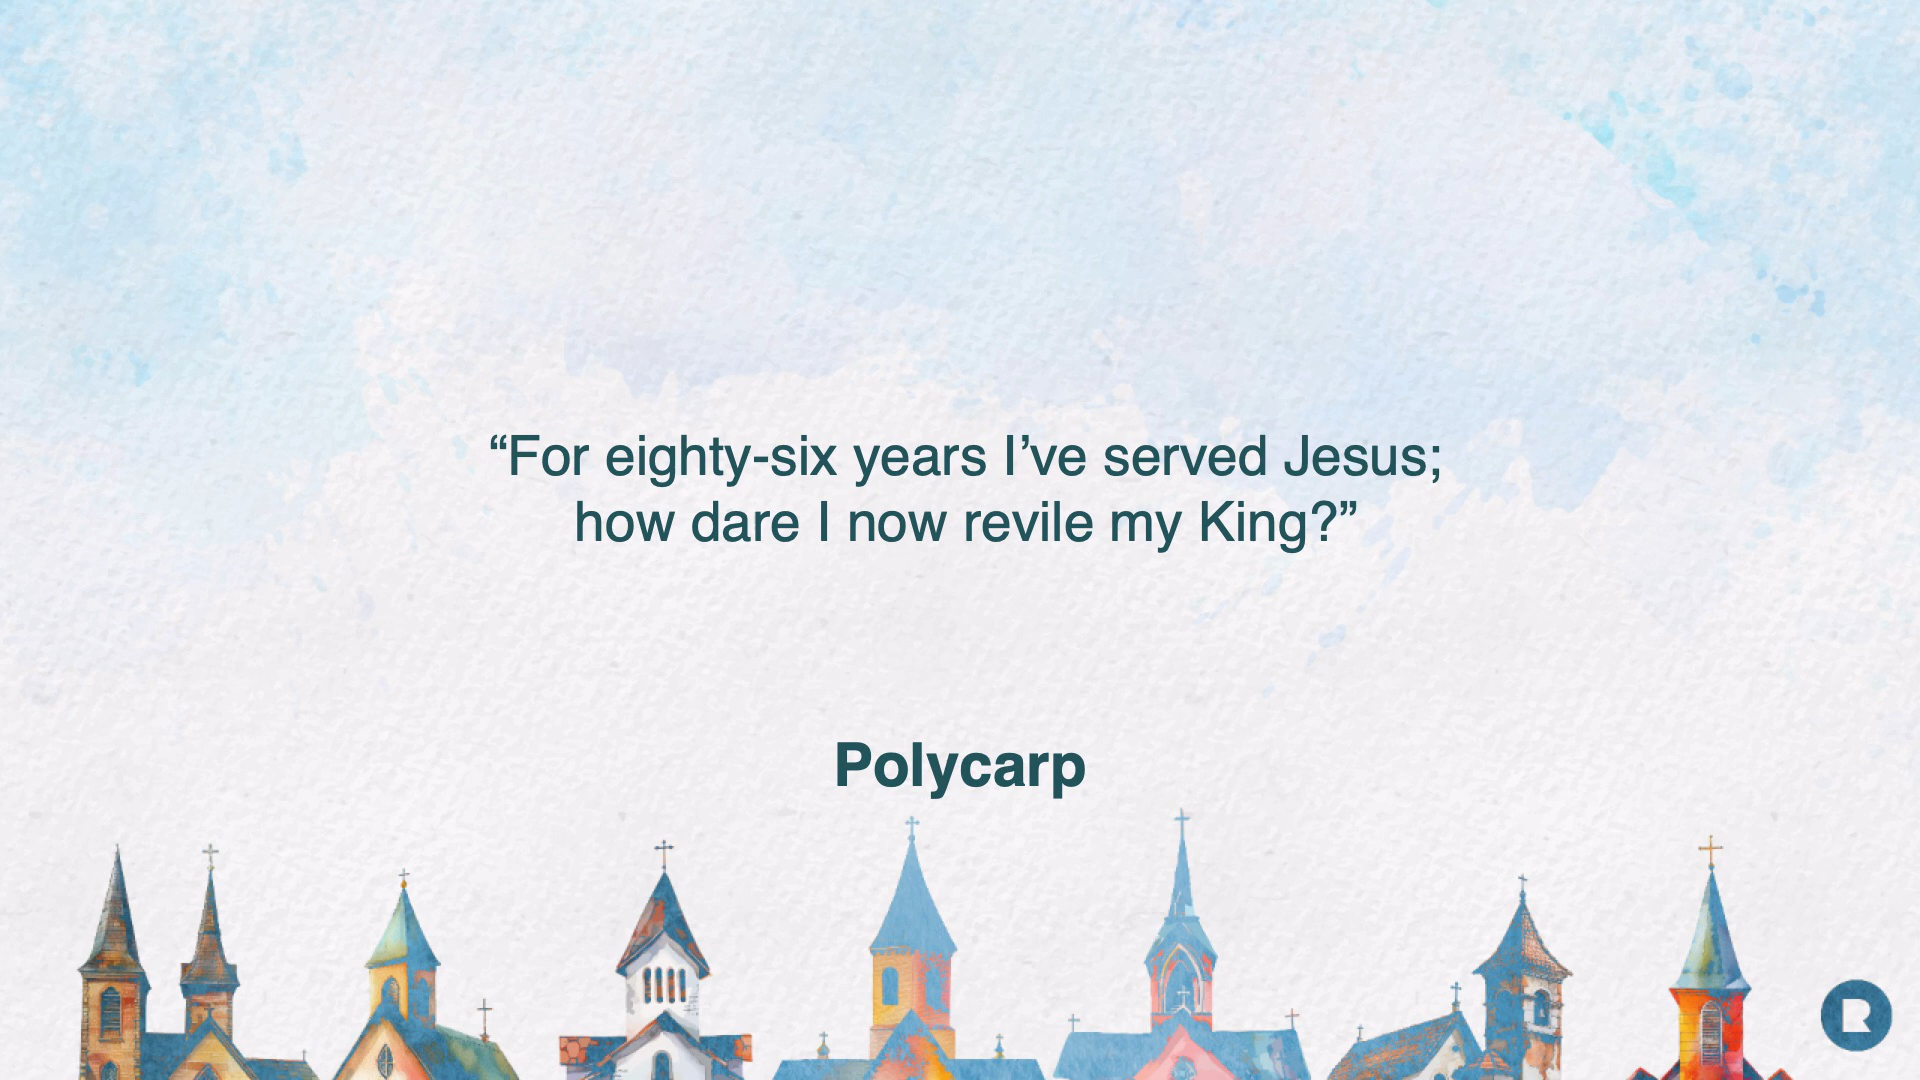 “For eighty-six years I’ve served Jesus;
how dare I now revile my King?”
Polycarp
R